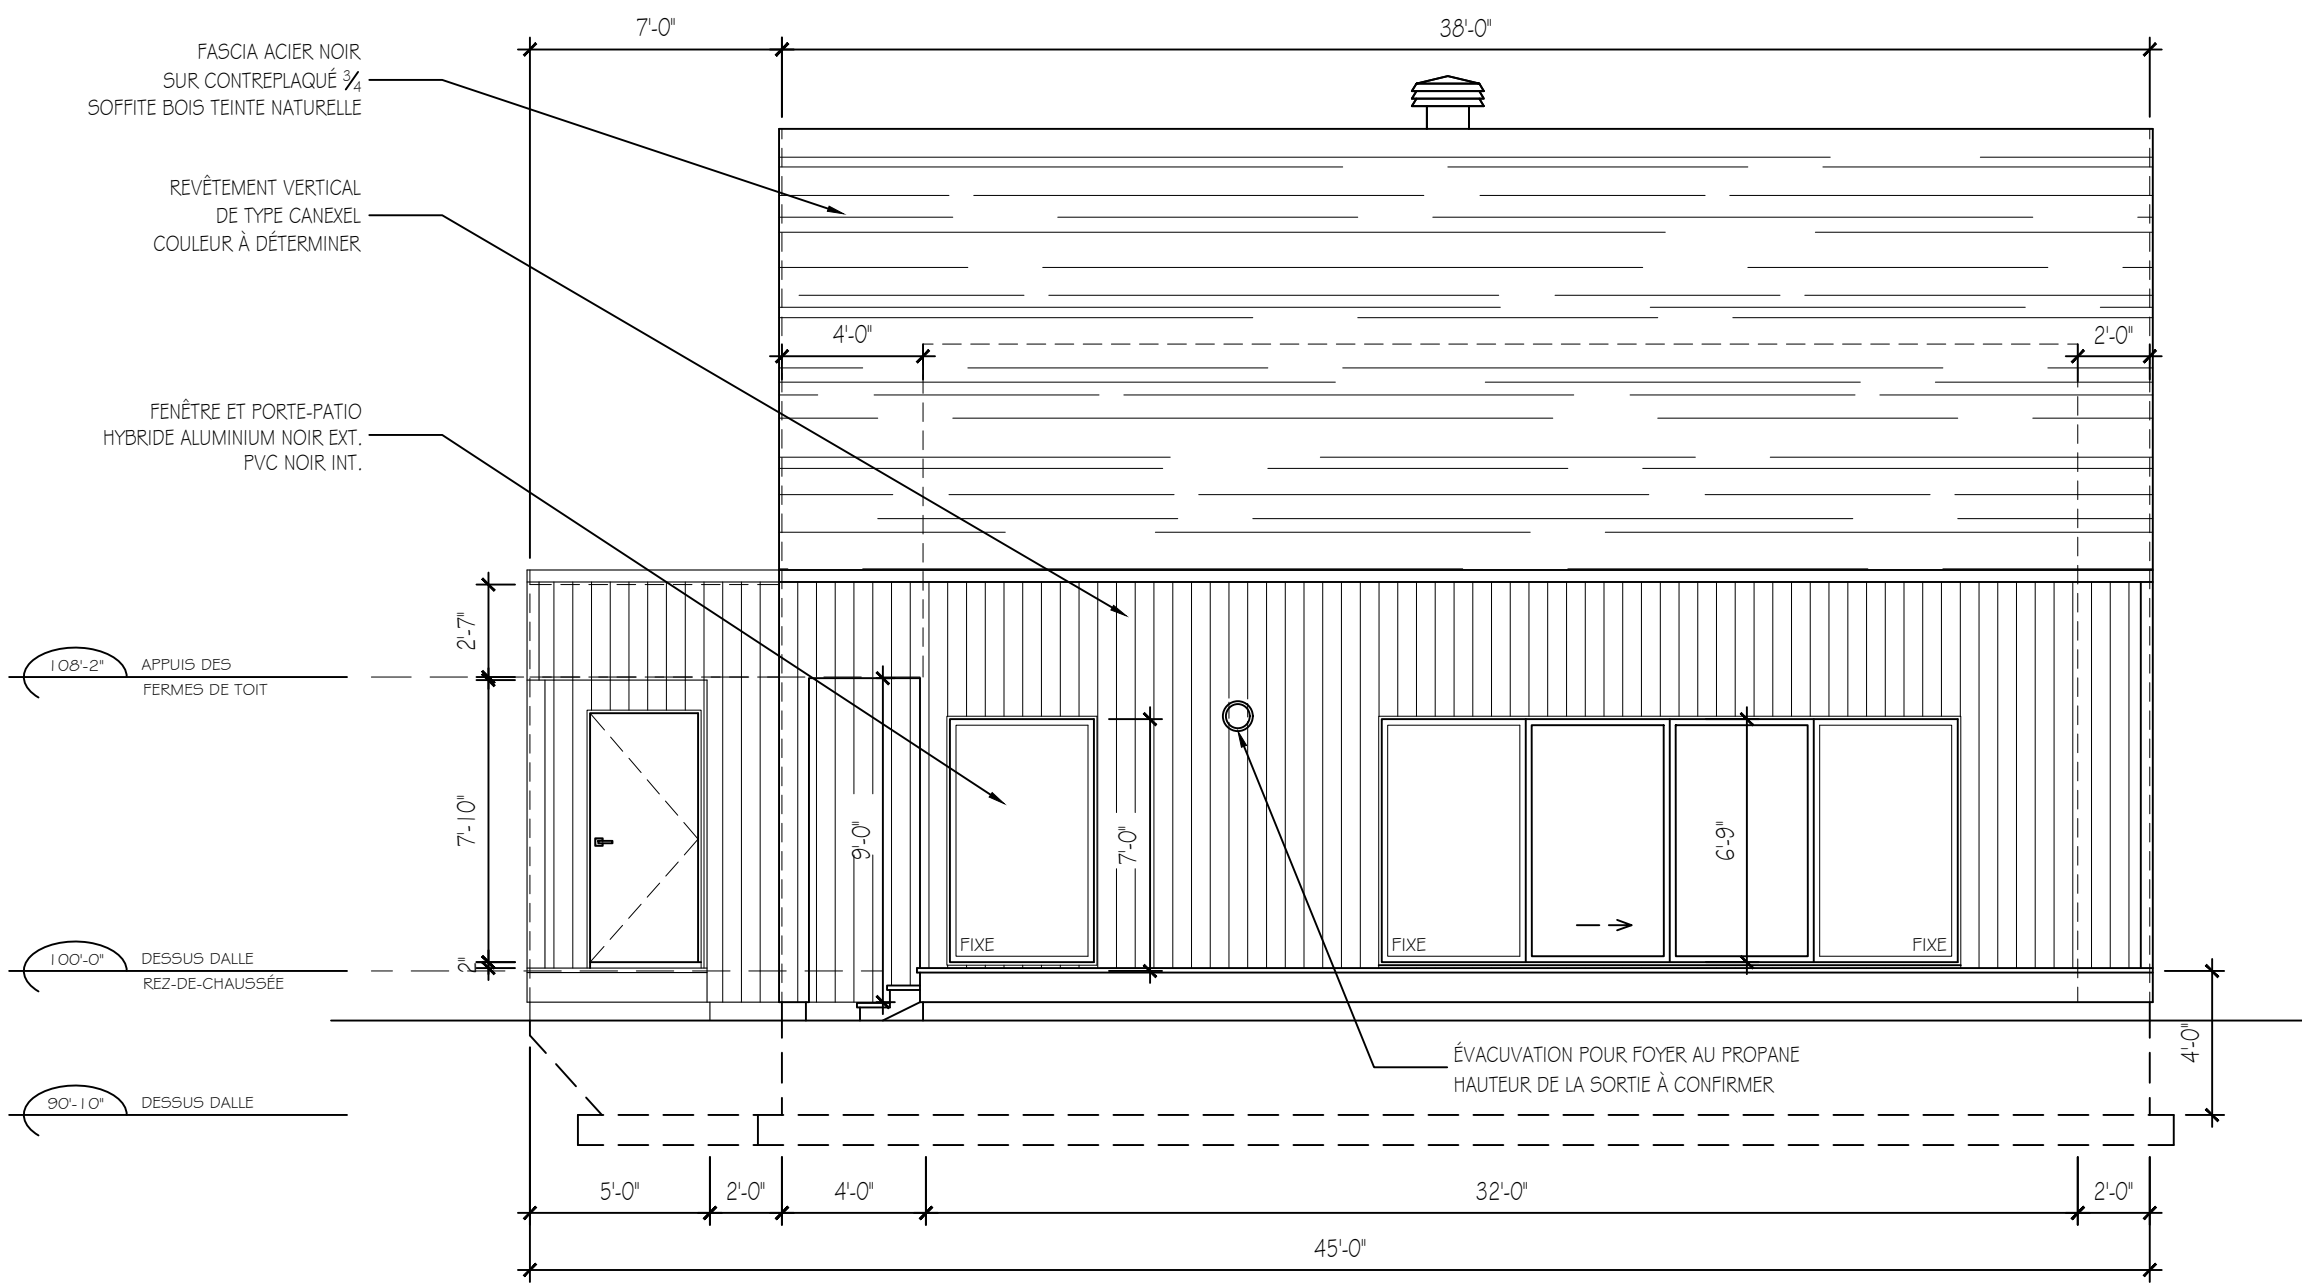 7'-0"
38'-0"
FASCIA ACIER NOIR
SUR CONTREPLAQUÉ 3/4
SOFFITE BOIS TEINTE NATURELLE
REVÊTEMENT VERTICAL
DE TYPE CANEXEL
COULEUR À DÉTERMINER
4'-0"
2'-0"
FENÊTRE ET PORTE-PATIO
HYBRIDE ALUMINIUM NOIR EXT.
PVC NOIR INT.
2'-7"
108'-2"
APPUIS DES
FERMES DE TOIT
7'-10"
9'-0"
7'-0"
6'-9"
FIXE
FIXE
FIXE
2"
100'-0"
DESSUS DALLE
REZ-DE-CHAUSSÉE
4'-0"
ÉVACUVATION POUR FOYER AU PROPANE
HAUTEUR DE LA SORTIE À CONFIRMER
90'-10"
DESSUS DALLE
5'-0"
2'-0"
4'-0"
32'-0"
2'-0"
45'-0"